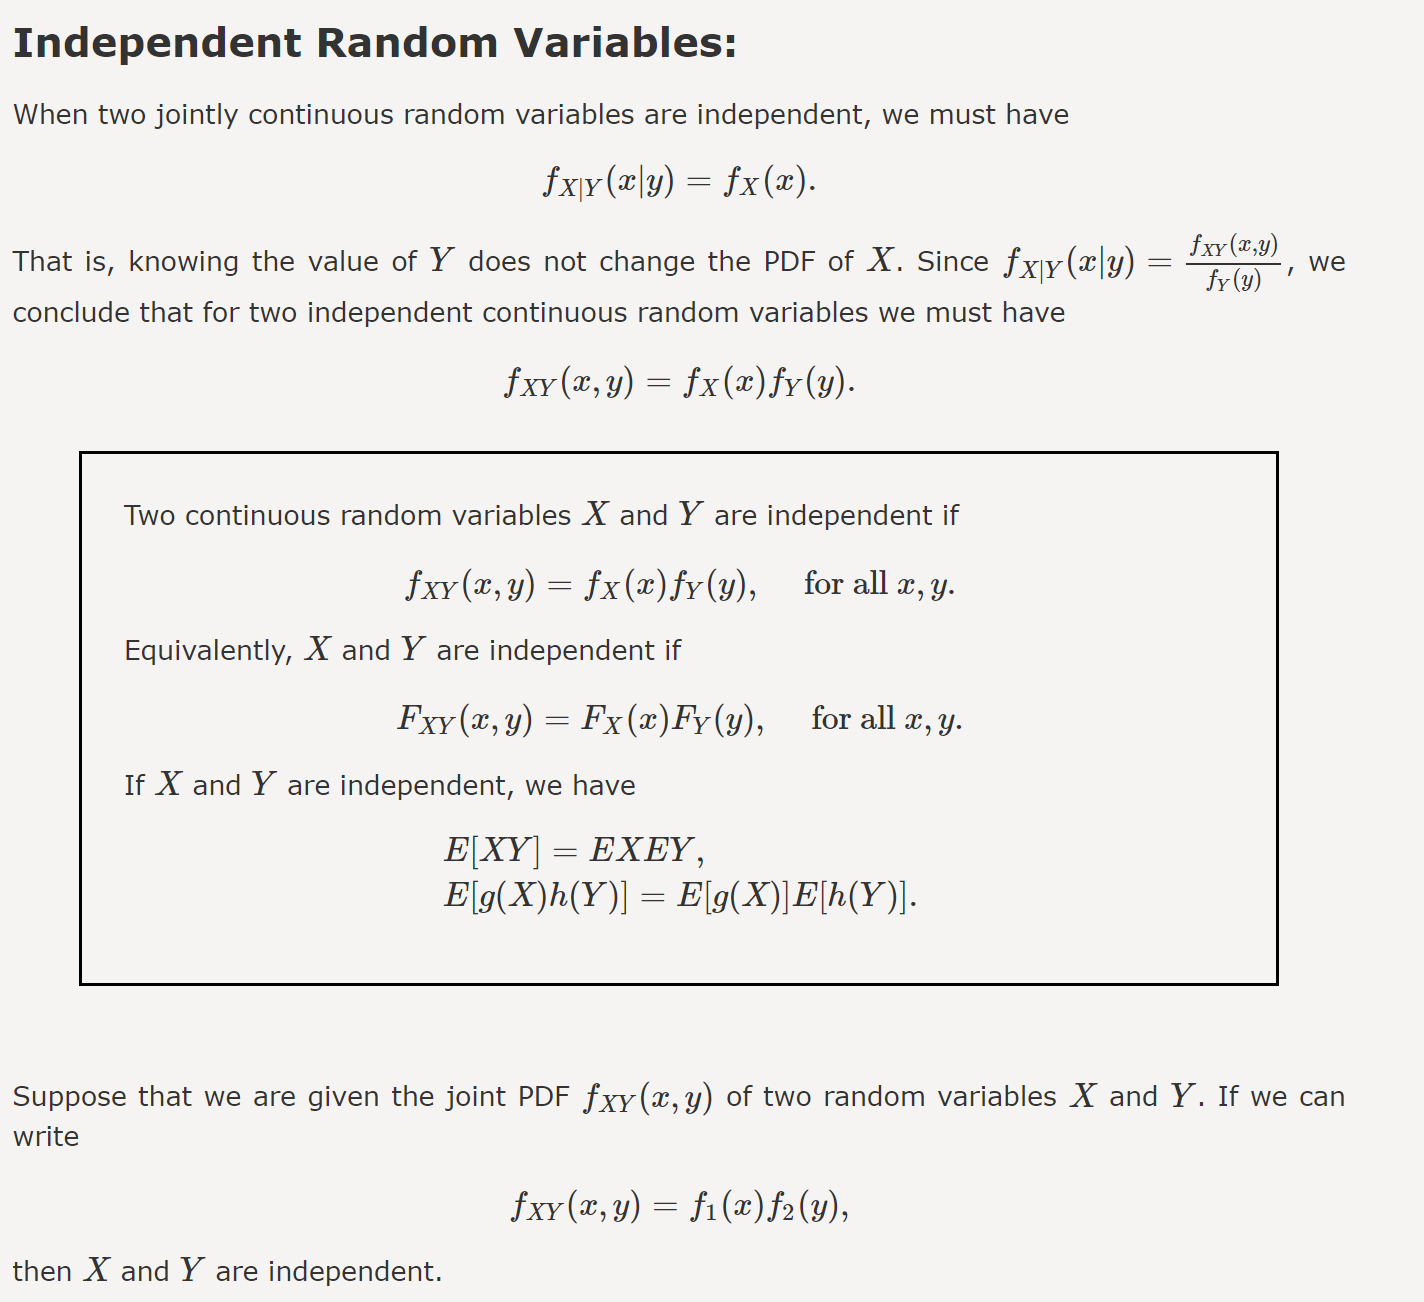 Independent Random Variables:
When two jointly continuous random variables are independent, we must have
f_{X|Y}(x|y) = f_X(x).
That is, knowing the value of Y does not change the PDF of X. Since f_{X|Y}(x|y) = \frac{f_{XY}(x,y)}{f_Y(y)}, we
conclude that for two independent continuous random variables we must have
f_{XY}(x, y) = f_X(x)f_Y(y).
Two continuous random variables X and Y are independent if
f_{XY}(x, y) = f_X(x)f_Y(y), for all x, y.
Equivalently, X and Y are independent if
F_{XY}(x, y) = F_X(x)F_Y(y), for all x, y.
If X and Y are independent, we have
E[XY] = EXEY,
E[g(X)h(Y)] = E[g(X)]E[h(Y)].
Suppose that we are given the joint PDF f_{XY}(x, y) of two random variables X and Y. If we can
write
f_{XY}(x, y) = f_1(x)f_2(y),
then X and Y are independent.